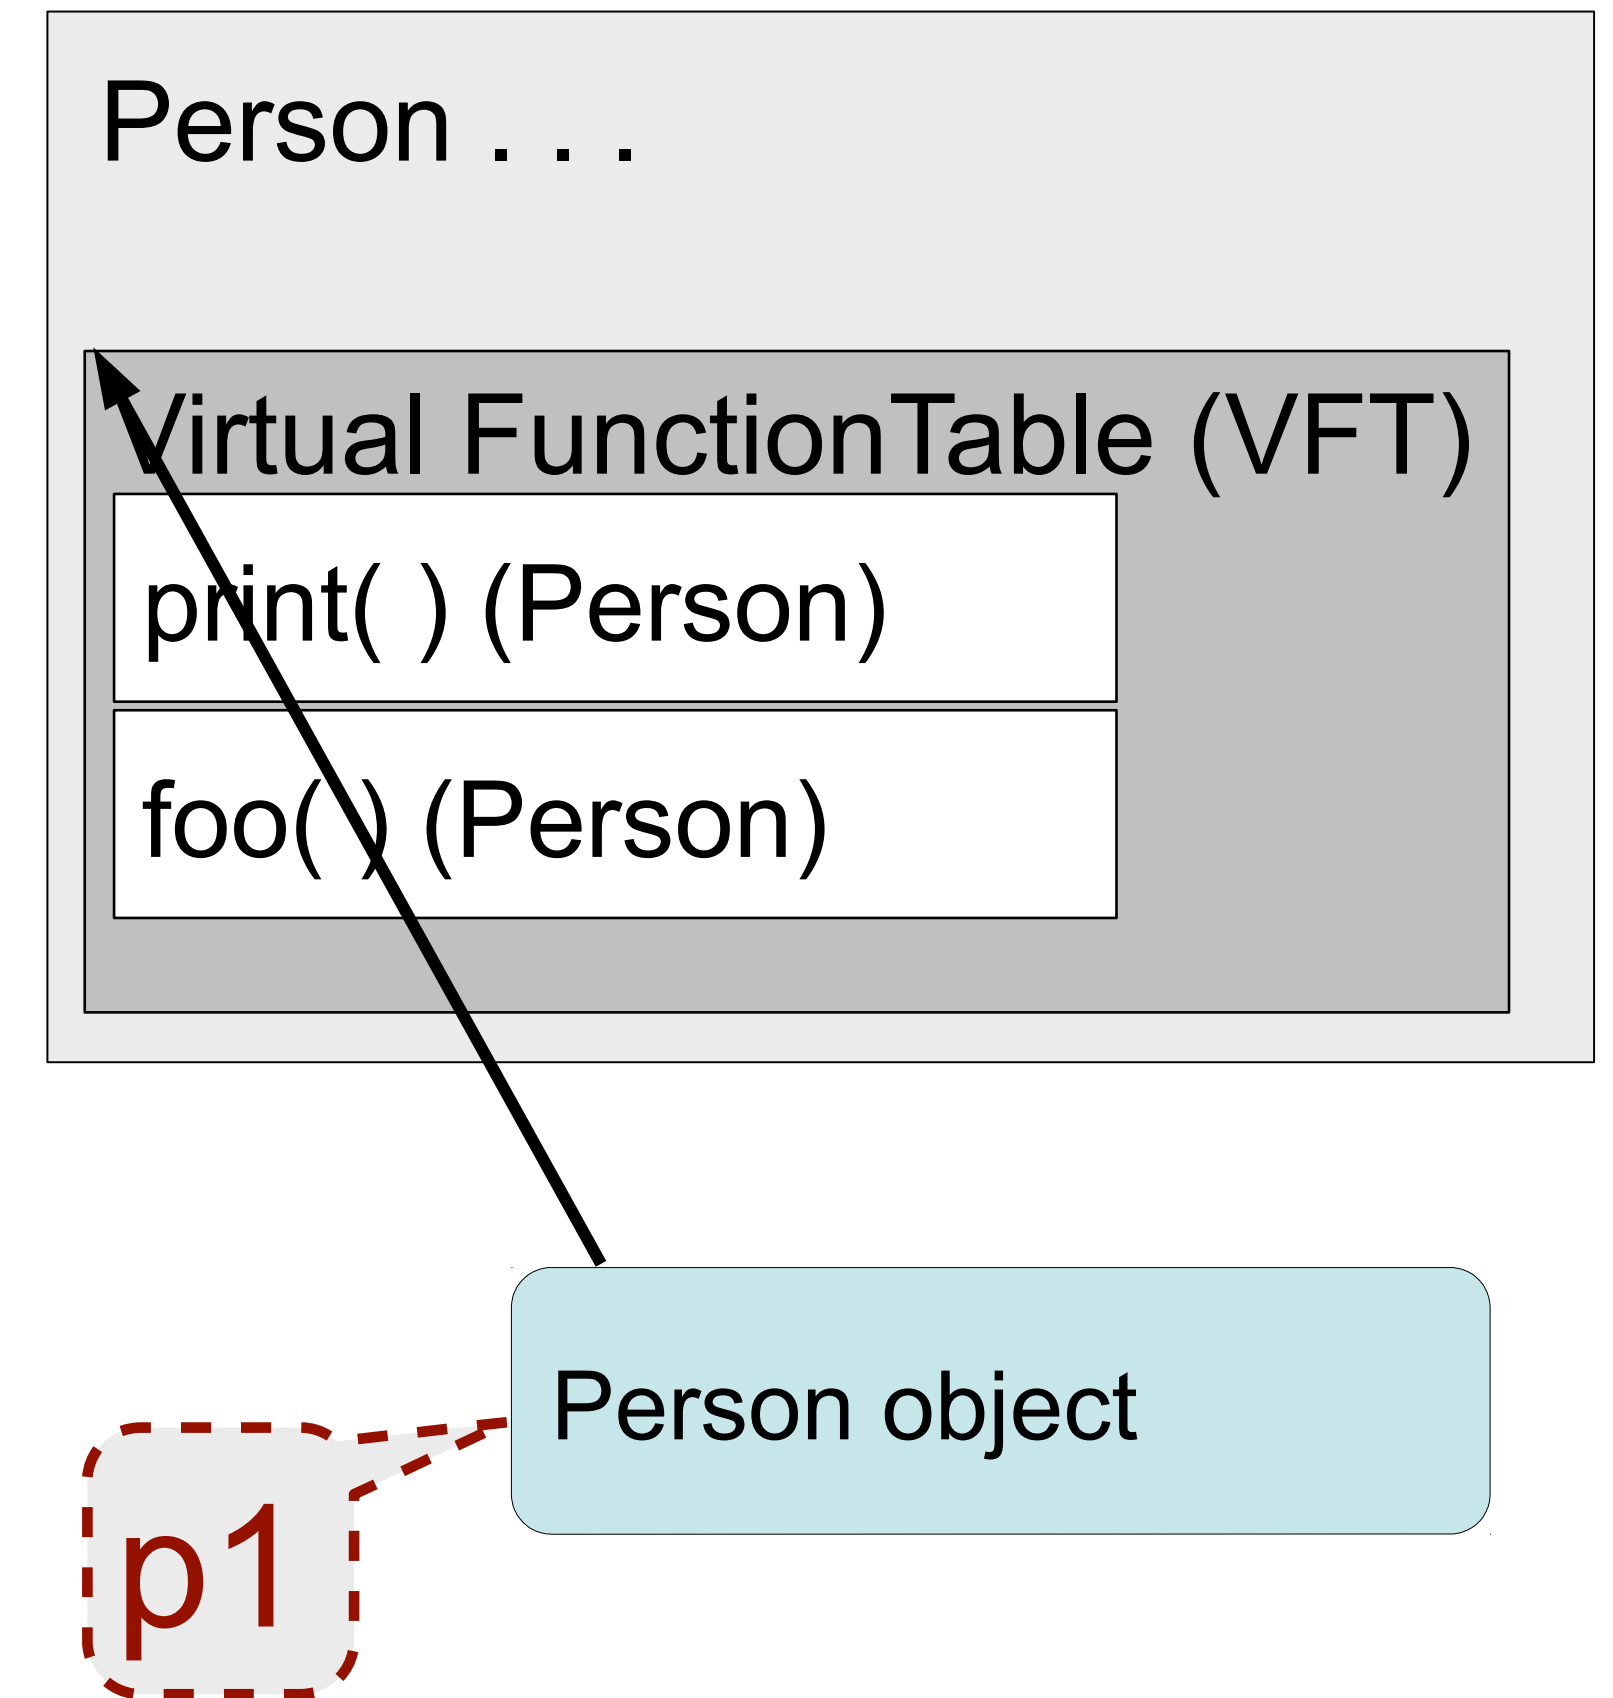 Person . . .
Virtual FunctionTable (VFT)
print( ) (Person)
foo( ) (Person)
Person object
p1